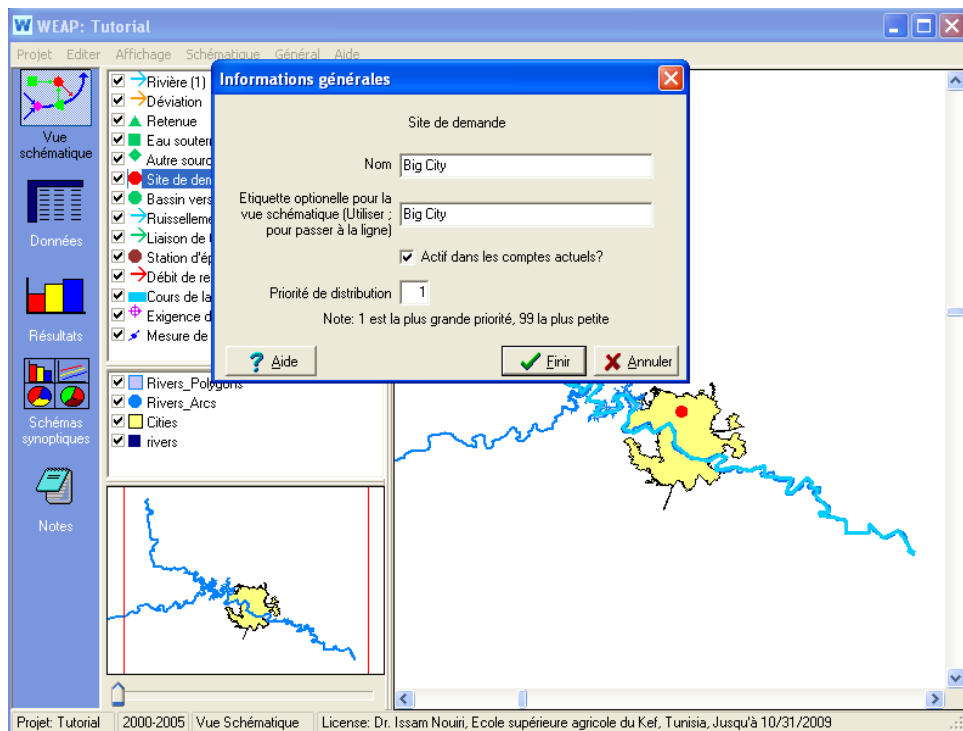 WEAP: Tutorial
Projet Editer Affichage Schématique Général Aide
Vue schématique
Données
Résultats
Schémas synoptiques
Notes
Rivière (1)
Déviation
Retenue
Eau souterr
Autre sourc
Site de dem
Bassin vers
Ruisselleme
Liaison de
Station d'ép
Débit de re
Cours de la
Exigence d
Mesure de
Rivers_Polygons
Rivers_Arcs
Cities
rivers
Informations générales
Site de demande
Nom Big City
Etiquette optionelle pour la
vue schématique (Utiliser ;
pour passer à la ligne)
Big City
Actif dans les comptes actuels?
Priorité de distribution 1
Note: 1 est la plus grande priorité, 99 la plus petite
? Aide
Finir
Annuler
Projet: Tutorial 2000-2005 Vue Schématique License: Dr. Issam Nouiri, Ecole supérieure agricole du Kef, Tunisia, Jusqu'à 10/31/2009